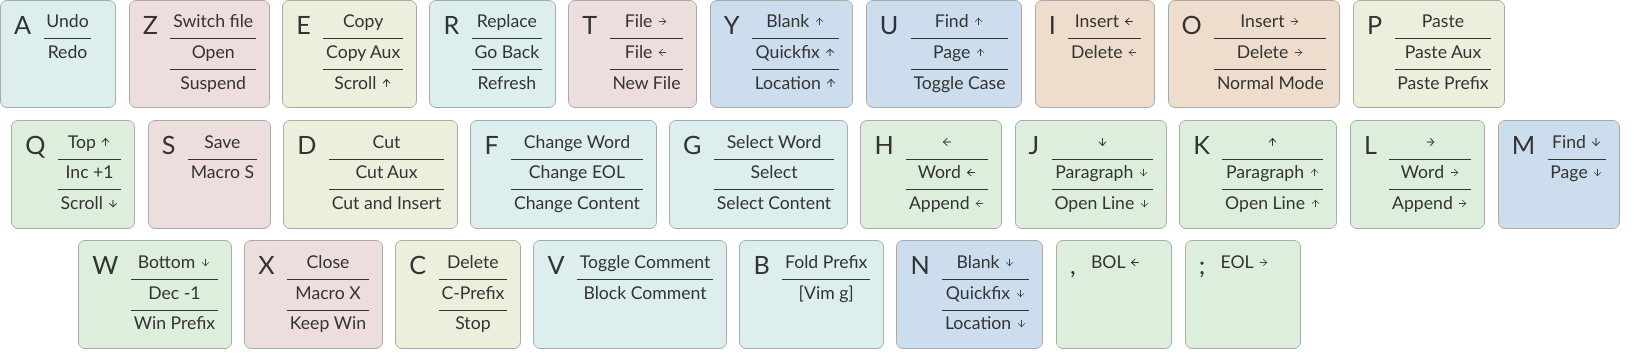 A Undo
Redo
Z Switch file
Open
Suspend
E Copy
Copy Aux
Scroll ↑
R Replace
Go Back
Refresh
T File →
File ←
New File
Y Blank ↑
Quickfix ↑
Location ↑
U Find ↑
Page ↑
Toggle Case
I Insert ←
Delete ←
O Insert →
Delete →
Normal Mode
P Paste
Paste Aux
Paste Prefix
Q Top ↑
Inc +1
Scroll ↓
S Save
Macro S
D Cut
Cut Aux
Cut and Insert
F Change Word
Change EOL
Change Content
G Select Word
Select
Select Content
H ←
Word ←
Append ←
J ↓
Paragraph ↓
Open Line ↓
K ↑
Paragraph ↑
Open Line ↑
L →
Word →
Append →
M Find ↓
Page ↓
W Bottom ↓
Dec -1
Win Prefix
X Close
Macro X
Keep Win
C Delete
C-Prefix
Stop
V Toggle Comment
Block Comment
B Fold Prefix
[Vim g]
N Blank ↓
Quickfix ↓
Location ↓
, BOL ←
; EOL →